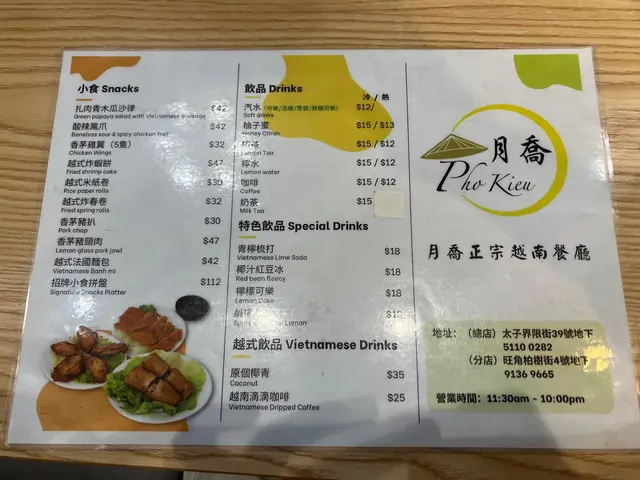 小食 Snacks
扎肉青木瓜沙律 $42
Green papaya salad with Vietnamese sausage
酸辣鳳爪 $42
Boneless sour & spicy chicken feet
香茅雞翼（5隻） $32
Chicken Wings
越式炸蝦餅 $47
Fried shrimp cake
越式米紙卷 $39
Rice paper rolls
越式炸春卷 $32
Fried spring rolls
香茅豬扒 $30
Pork chop
香茅豬頸肉 $47
Lemon glass pork jowl
越式法國麵包 $42
Vietnamese Banh mi
招牌小食拼盤 $112
Signature Snacks Platter
飲品 Drinks
冷 / 熱
汽水 $12/
Soft drinks
柚子蜜 $15 / $13
Honey Citron
茶 $15 / $12
Lemon Tea
檸水 $15 / $12
Lemon water
咖啡 $15 / $12
Coffee
奶茶 $15
Milk Tea
特色飲品 Special Drinks
青檸梳打 $18
Vietnamese Lime Soda
椰汁紅豆冰 $18
Red bean fleecy
檸檬可樂 $18
Lemon Coke
$18
Lemon
越式飲品 Vietnamese Drinks
原個椰青 $35
Coconut
越南滴滴咖啡 $25
Vietnamese Dripped Coffee
月喬
Pho Kieu
月喬正宗越南餐廳
地址：（總店）太子界限街39號地下
5110 0282
（分店）旺角柏樹街4號地下
9136 9665
營業時間：11:30am - 10:00pm